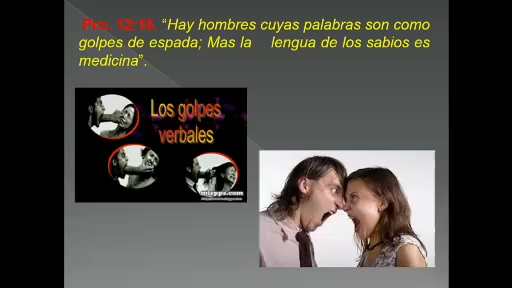 Pro. 12:18. “Hay hombres cuyas palabras son como
golpes de espada; Mas la lengua de los sabios es
medicina”.
Los golpes
verbales